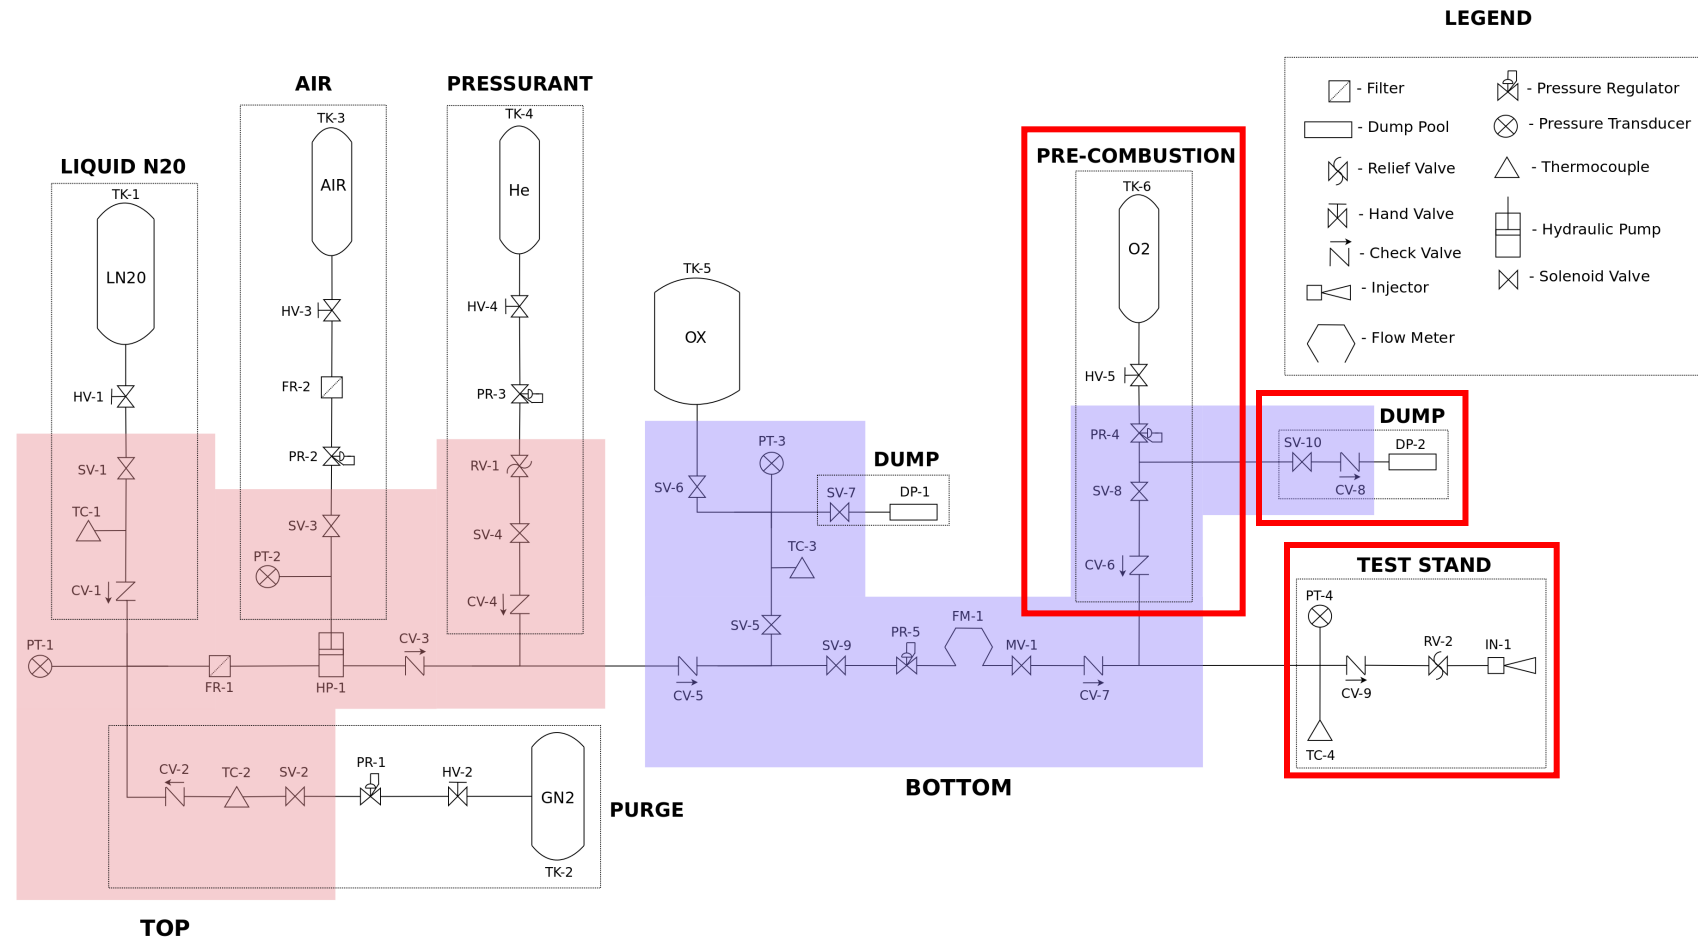 LEGEND
- Filter
- Pressure Regulator
- Dump Pool
- Pressure Transducer
- Relief Valve
- Thermocouple
- Hand Valve
- Check Valve
- Hydraulic Pump
- Injector
- Solenoid Valve
- Flow Meter
LIQUID N20
TK-1
LN20
HV-1
SV-1
TC-1
CV-1
PT-1
FR-1
AIR
TK-3
AIR
HV-3
FR-2
PR-2
SV-3
PT-2
HP-1
CV-3
PRESSURANT
TK-4
He
HV-4
PR-3
RV-1
SV-4
CV-4
CV-2
TC-2
SV-2
PR-1
HV-2
GN2
TK-2
PURGE
TOP
TK-5
OX
SV-6
PT-3
DUMP
SV-7
DP-1
TC-3
SV-5
CV-5
SV-9
PR-5
FM-1
MV-1
CV-7
BOTTOM
PRE-COMBUSTION
TK-6
O2
HV-5
PR-4
SV-8
CV-6
DUMP
SV-10
DP-2
CV-8
TEST STAND
PT-4
RV-2
IN-1
CV-9
TC-4